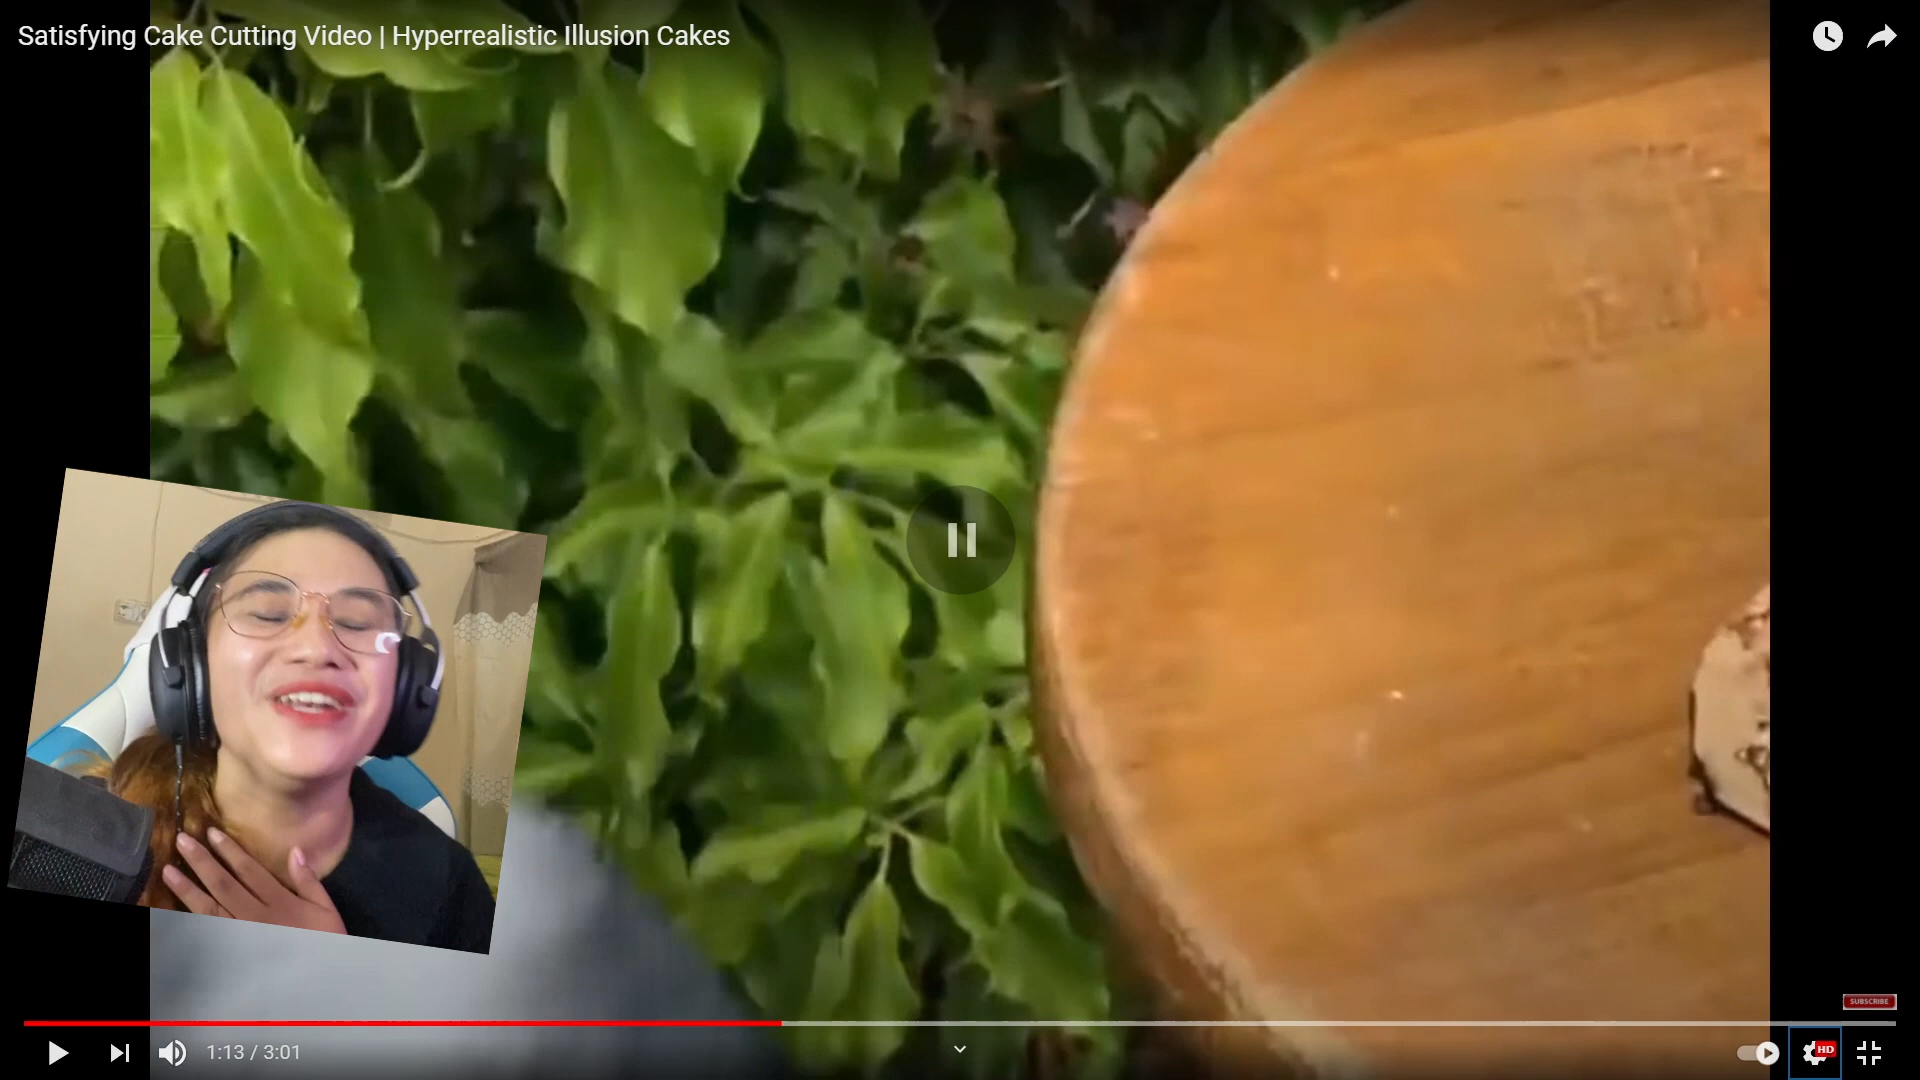 Satisfying Cake Cutting Video | Hyperrealistic Illusion Cakes
SUBSCRIBE
1:13 / 3:01
HD